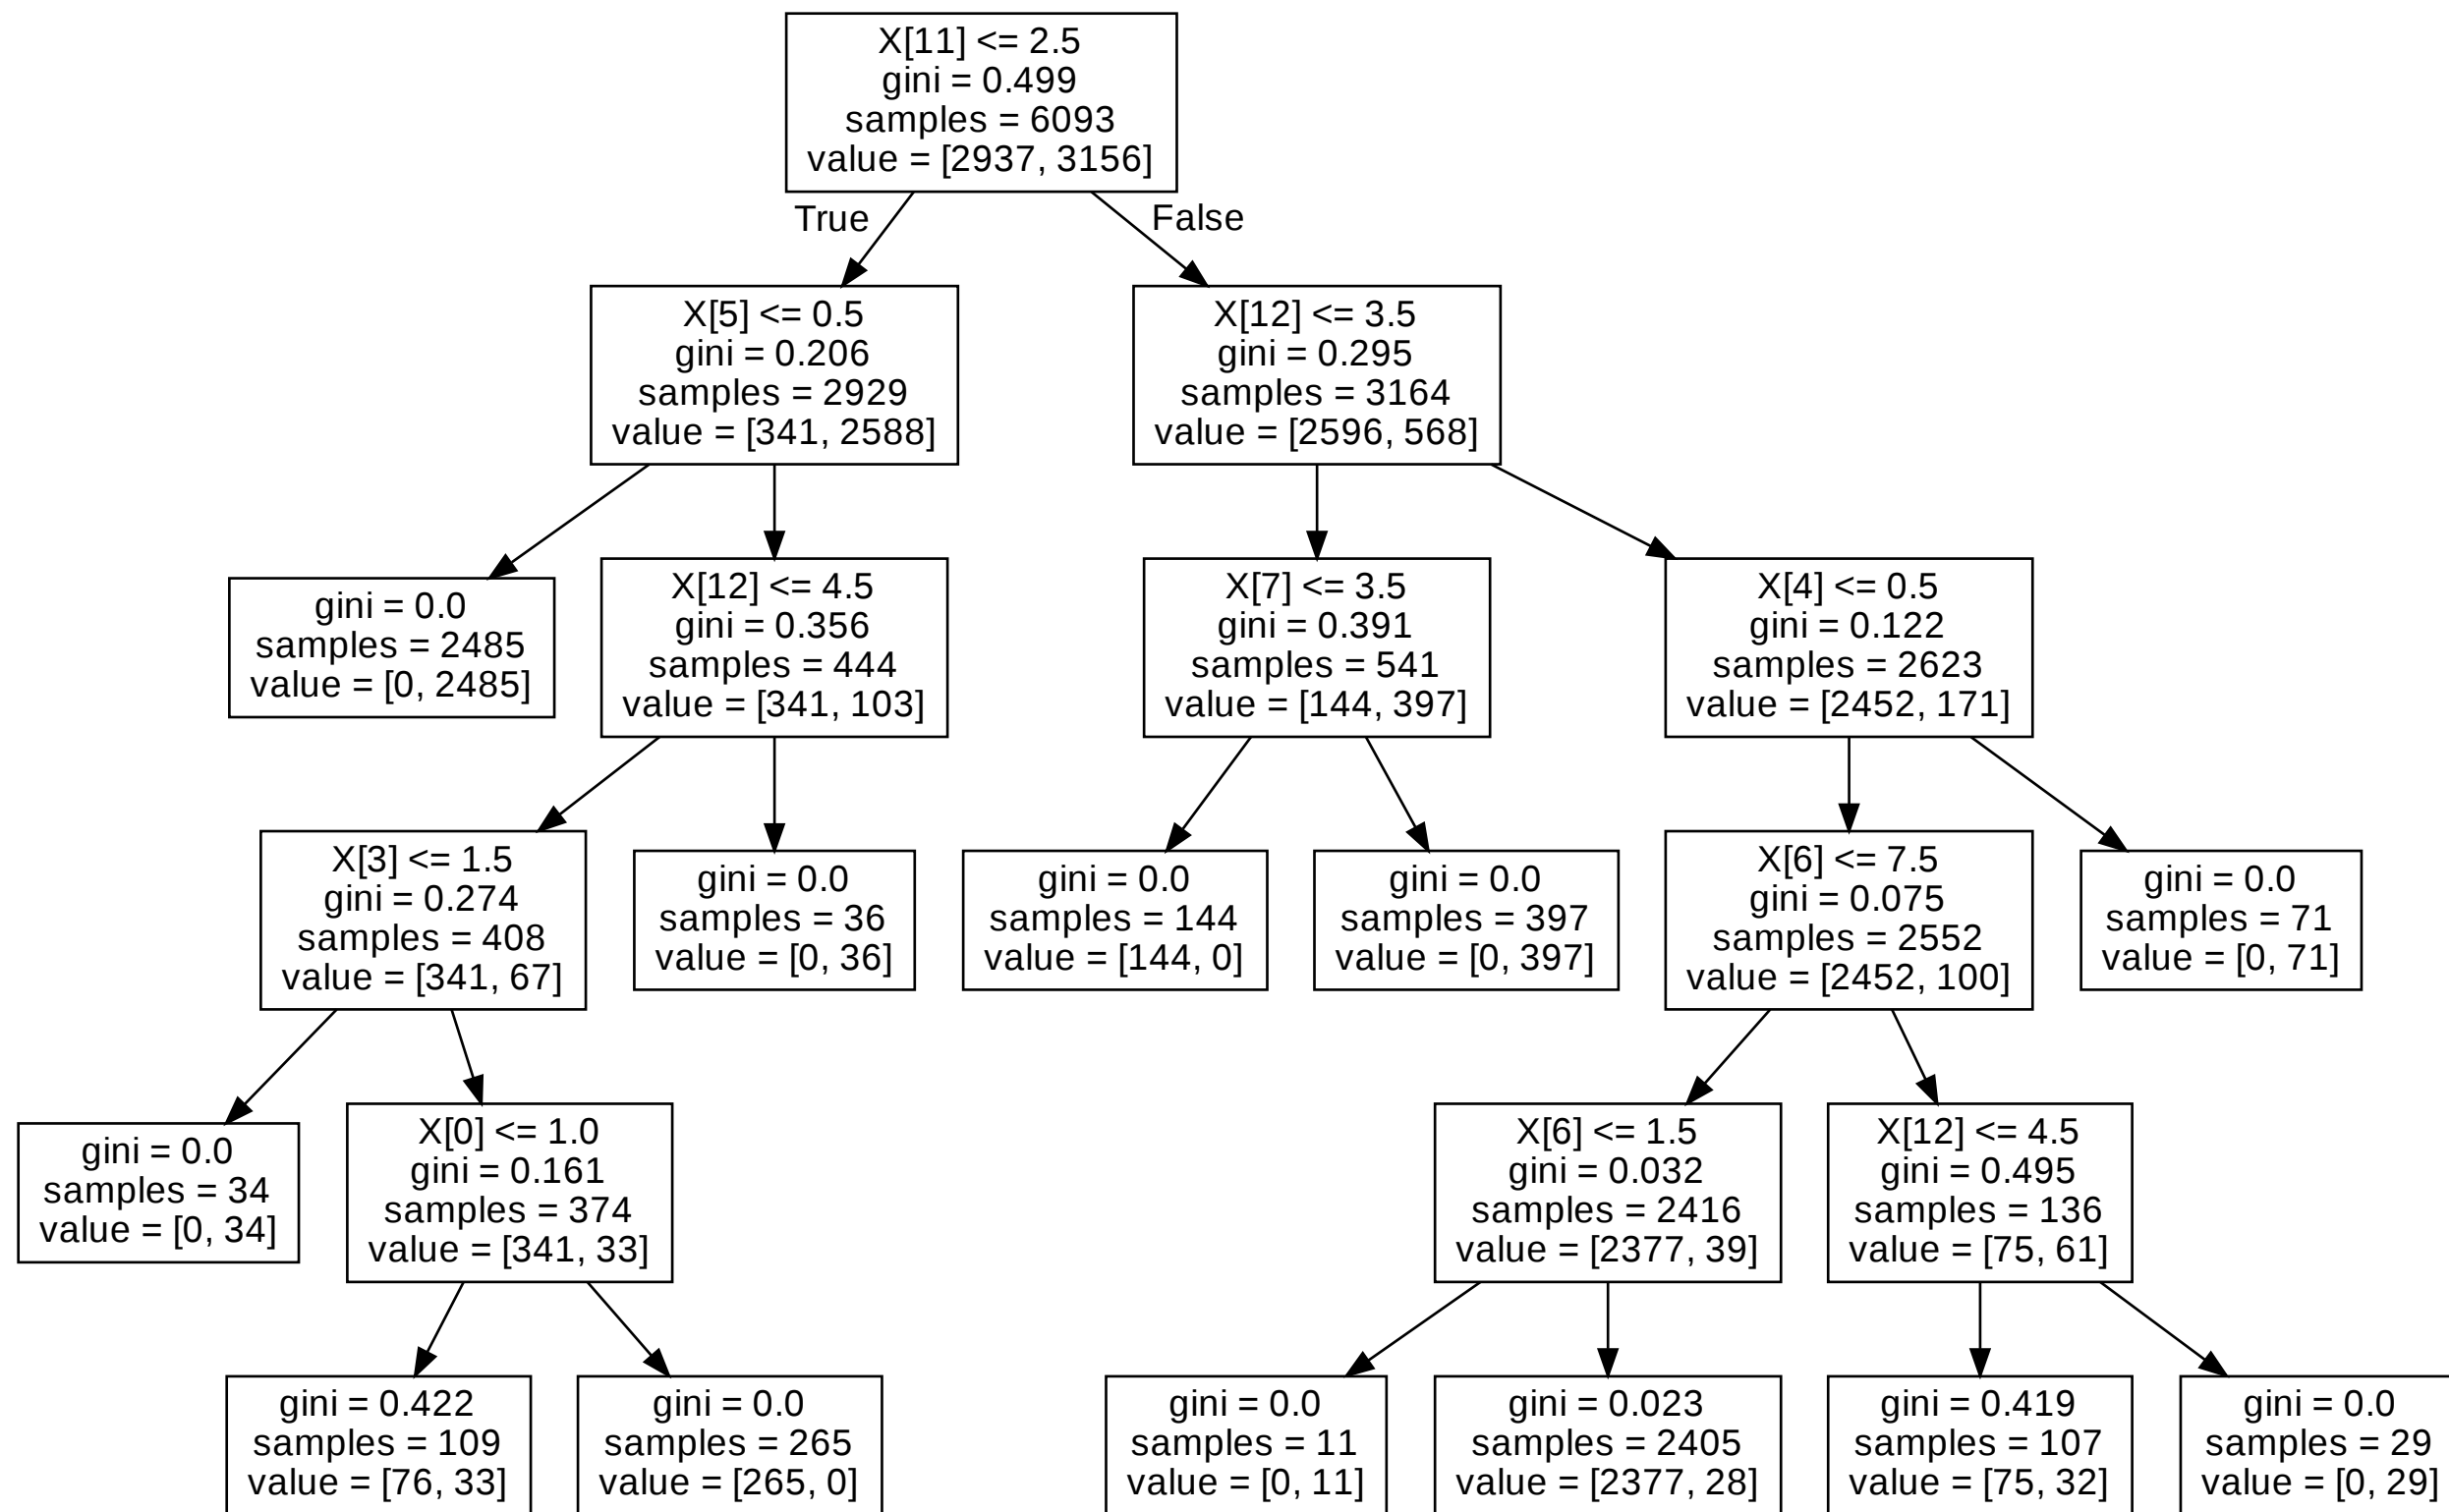 X[11] <= 2.5
gini = 0.499
samples = 6093
value = [2937, 3156]
True
False
X[5] <= 0.5
gini = 0.206
samples = 2929
value = [341, 2588]
X[12] <= 3.5
gini = 0.295
samples = 3164
value = [2596, 568]
gini = 0.0
samples = 2485
value = [0, 2485]
X[12] <= 4.5
gini = 0.356
samples = 444
value = [341, 103]
X[7] <= 3.5
gini = 0.391
samples = 541
value = [144, 397]
X[4] <= 0.5
gini = 0.122
samples = 2623
value = [2452, 171]
X[3] <= 1.5
gini = 0.274
samples = 408
value = [341, 67]
gini = 0.0
samples = 36
value = [0, 36]
gini = 0.0
samples = 144
value = [144, 0]
gini = 0.0
samples = 397
value = [0, 397]
X[6] <= 7.5
gini = 0.075
samples = 2552
value = [2452, 100]
gini = 0.0
samples = 71
value = [0, 71]
gini = 0.0
samples = 34
value = [0, 34]
X[0] <= 1.0
gini = 0.161
samples = 374
value = [341, 33]
X[6] <= 1.5
gini = 0.032
samples = 2416
value = [2377, 39]
X[12] <= 4.5
gini = 0.495
samples = 136
value = [75, 61]
gini = 0.422
samples = 109
value = [76, 33]
gini = 0.0
samples = 265
value = [265, 0]
gini = 0.0
samples = 11
value = [0, 11]
gini = 0.023
samples = 2405
value = [2377, 28]
gini = 0.419
samples = 107
value = [75, 32]
gini = 0.0
samples = 29
value = [0, 29]